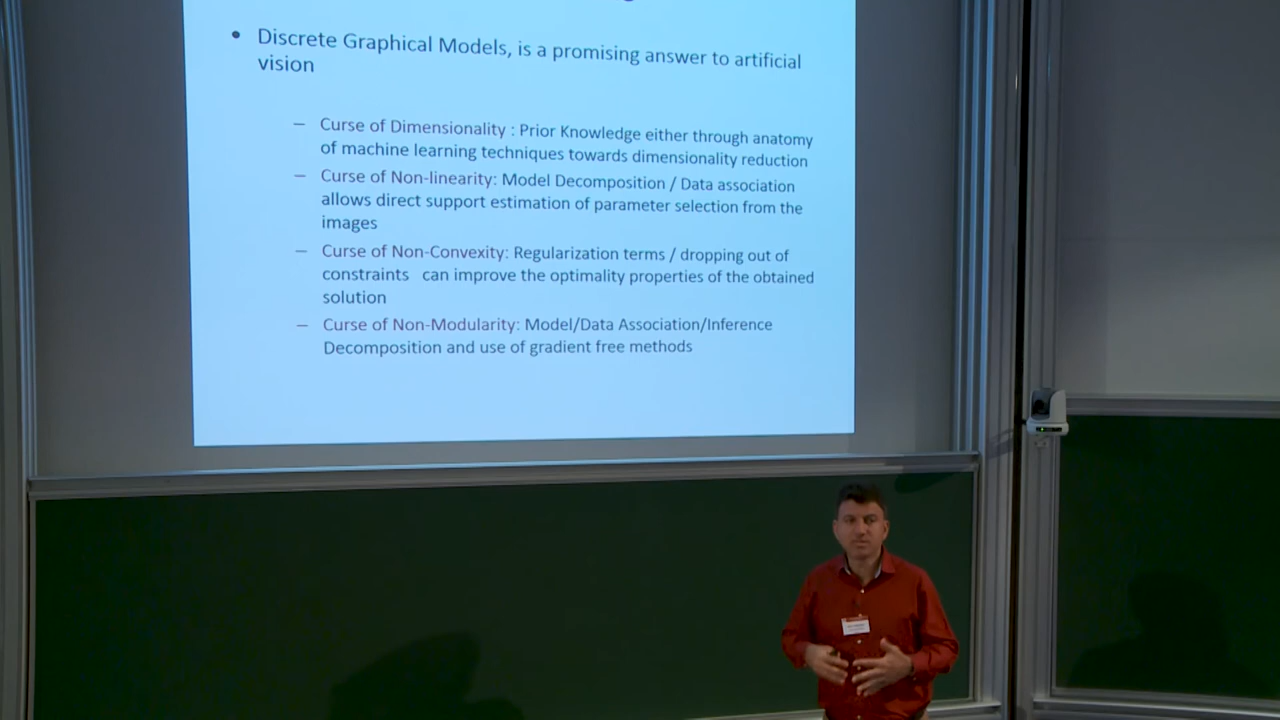 • Discrete Graphical Models, is a promising answer to artificial
vision
– Curse of Dimensionality : Prior Knowledge either through anatomy
of machine learning techniques towards dimensionality reduction
– Curse of Non-linearity: Model Decomposition / Data association
allows direct support estimation of parameter selection from the
images
– Curse of Non-Convexity: Regularization terms / dropping out of
constraints can improve the optimality properties of the obtained
solution
– Curse of Non-Modularity: Model/Data Association/Inference
Decomposition and use of gradient free methods